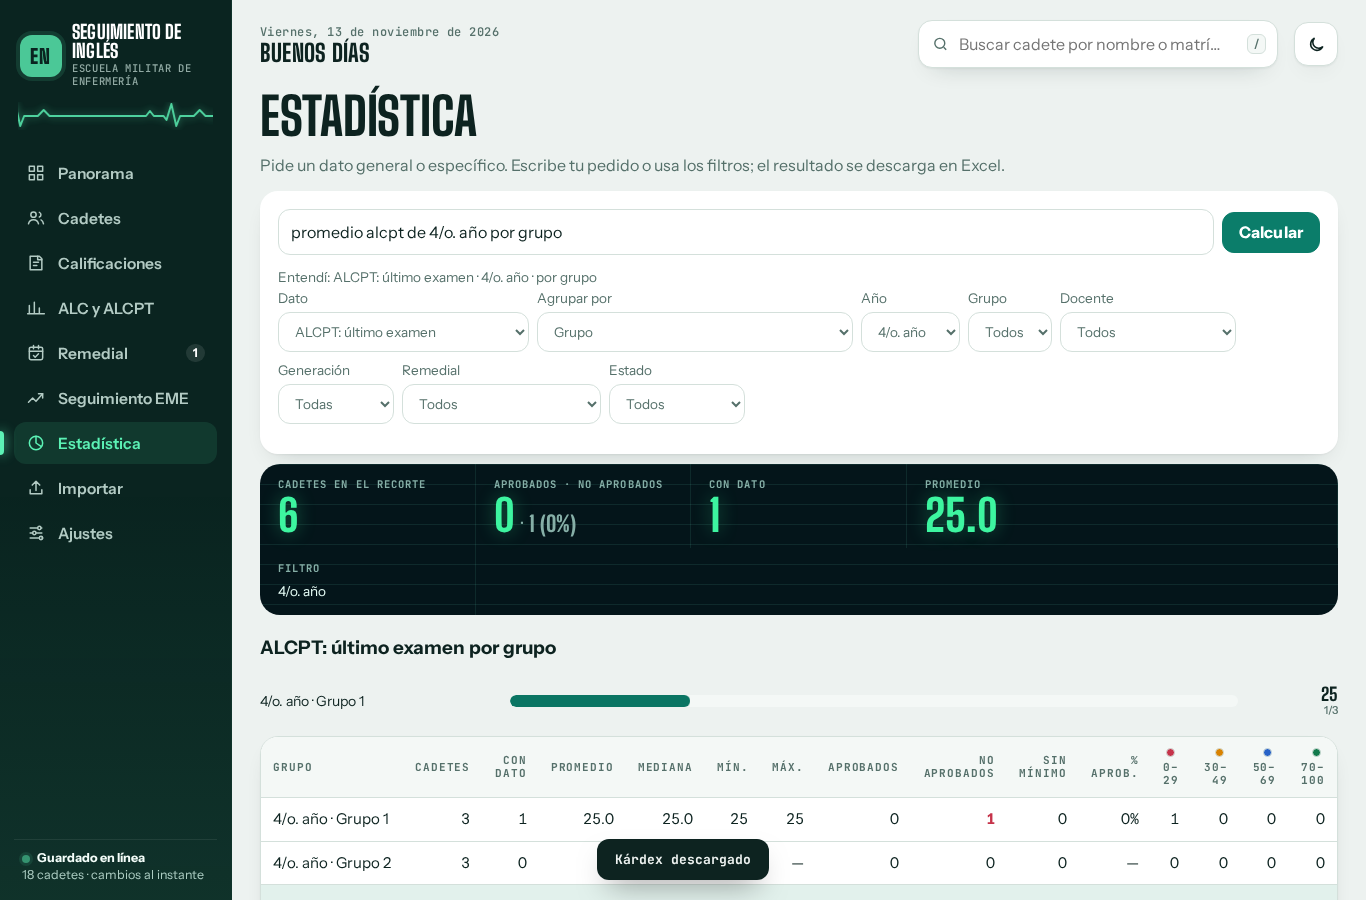 EN
SEGUIMIENTO DE
INGLÉS
ESCUELA MILITAR DE
ENFERMERÍA
Panorama
Cadetes
Calificaciones
ALC y ALCPT
Remedial 1
Seguimiento EME
Estadística
Importar
Ajustes
Guardado en línea
18 cadetes · cambios al instante
Viernes, 13 de noviembre de 2026
BUENOS DÍAS
Buscar cadete por nombre o matrí... /
ESTADÍSTICA
Pide un dato general o específico. Escribe tu pedido o usa los filtros; el resultado se descarga en Excel.
promedio alcpt de 4/o. año por grupo Calcular
Entendí: ALCPT: último examen · 4/o. año · por grupo
Dato Agrupar por Año Grupo Docente
ALCPT: último examen Grupo 4/o. año Todos Todos
Generación Remedial Estado
Todas Todos Todos
CADETES EN EL RECORTE APROBADOS · NO APROBADOS CON DATO PROMEDIO
6 0 · 1 (0%) 1 25.0
FILTRO
4/o. año
ALCPT: último examen por grupo
4/o. año · Grupo 1 25
1/3
GRUPO CADETES CON DATO PROMEDIO MEDIANA MÍN. MÁX. APROBADOS NO APROBADOS SIN MÍNIMO % APROB. 0–29 30–49 50–69 70–100
4/o. año · Grupo 1 3 1 25.0 25.0 25 25 0 1 0 0% 1 0 0 0
4/o. año · Grupo 2 3 0 — 0 0 0 — 0 0 0 0
Kárdex descargado